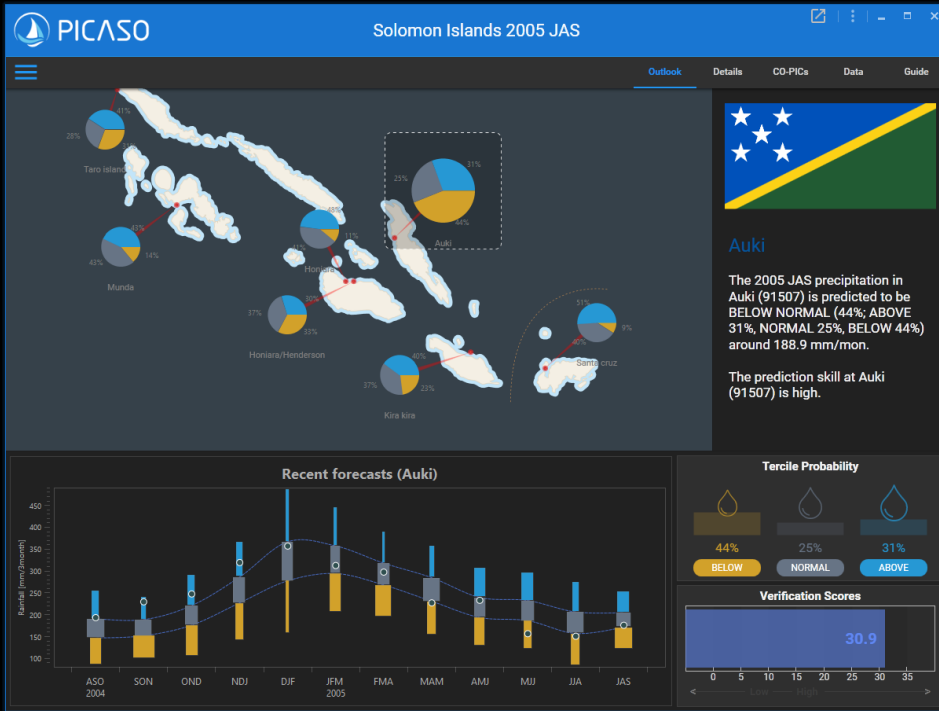 PICASO
Solomon Islands 2005 JAS
Outlook
Details
CO-PICs
Data
Guide
41%
28%
31%
Taro island
43%
43%
14%
Munda
48%
11%
41%
Honiara
31%
25%
44%
Auki
30%
37%
33%
Honiara/Henderson
40%
37%
23%
Kira kira
51%
9%
40%
Santa cruz
Auki
The 2005 JAS precipitation in
Auki (91507) is predicted to be
BELOW NORMAL (44%; ABOVE
31%, NORMAL 25%, BELOW 44%)
around 188.9 mm/mon.
The prediction skill at Auki
(91507) is high.
Recent forecasts (Auki)
Rainfall [mm/3month]
450
400
350
300
250
200
150
100
ASO
2004
SON
OND
NDJ
DJF
JFM
2005
FMA
MAM
AMJ
MJJ
JJA
JAS
Tercile Probability
44%
25%
31%
BELOW
NORMAL
ABOVE
Verification Scores
30.9
0
5
10
15
20
25
30
35
< Low High >